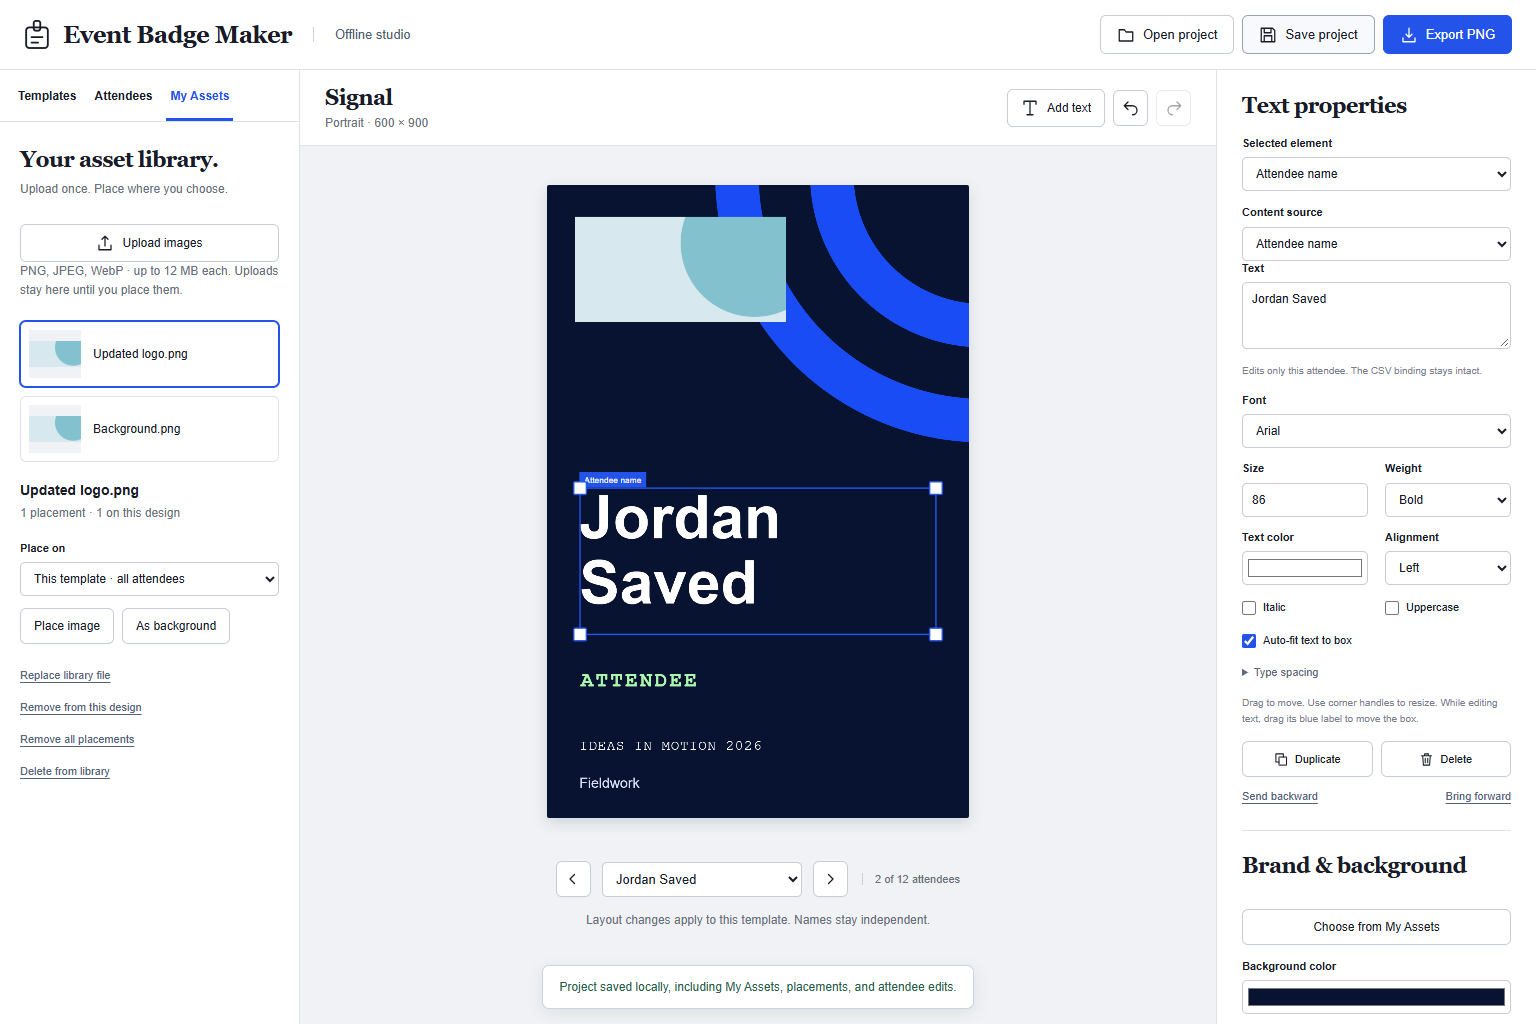 Event Badge Maker
Offline studio
Open project
Save project
Export PNG
Templates
Attendees
My Assets
Your asset library.
Upload once. Place where you choose.
Upload images
PNG, JPEG, WebP · up to 12 MB each. Uploads
stay here until you place them.
Updated logo.png
Background.png
Updated logo.png
1 placement · 1 on this design
Place on
This template · all attendees
Place image
As background
Replace library file
Remove from this design
Remove all placements
Delete from library
Signal
Portrait · 600 × 900
Add text
Attendee name
Jordan
Saved
ATTENDEE
IDEAS IN MOTION 2026
Fieldwork
Jordan Saved
2 of 12 attendees
Layout changes apply to this template. Names stay independent.
Project saved locally, including My Assets, placements, and attendee edits.
Text properties
Selected element
Attendee name
Content source
Attendee name
Text
Jordan Saved
Edits only this attendee. The CSV binding stays intact.
Font
Arial
Size
Weight
86
Bold
Text color
Alignment
Left
Italic
Uppercase
Auto-fit text to box
Type spacing
Drag to move. Use corner handles to resize. While editing
text, drag its blue label to move the box.
Duplicate
Delete
Send backward
Bring forward
Brand & background
Choose from My Assets
Background color